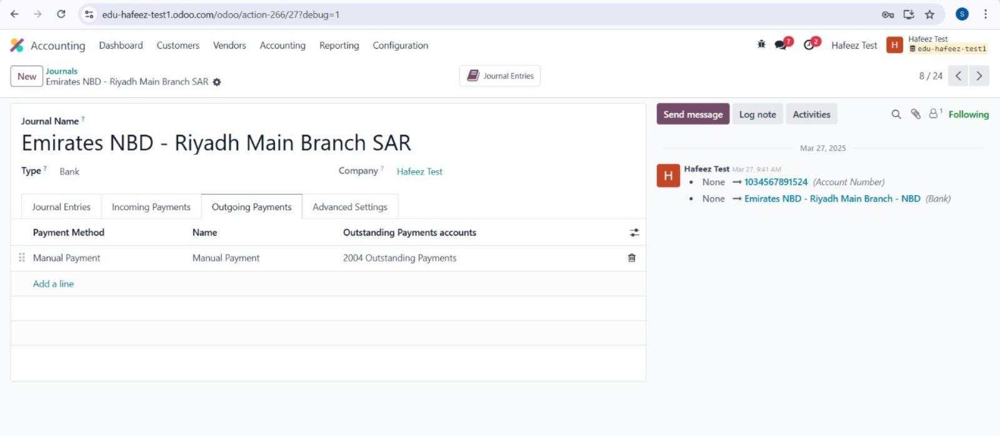 edu-hafeez-test1.odoo.com/odoo/action-266/27?debug=1
S
Accounting Dashboard Customers Vendors Accounting Reporting Configuration
7 2 Hafeez Test H Hafeez Test
edu-hafeez-test1
New Journals
Emirates NBD - Riyadh Main Branch SAR
Journal Entries
8 / 24
Journal Name ?
Emirates NBD - Riyadh Main Branch SAR
Type ? Bank Company ? Hafeez Test
Journal Entries Incoming Payments Outgoing Payments Advanced Settings
Payment Method Name Outstanding Payments accounts
Manual Payment Manual Payment 2004 Outstanding Payments
Add a line
Send message Log note Activities 1 Following
Mar 27, 2025
H Hafeez Test Mar 27, 9:41 AM
• None → 1034567891524 (Account Number)
• None → Emirates NBD - Riyadh Main Branch - NBD (Bank)